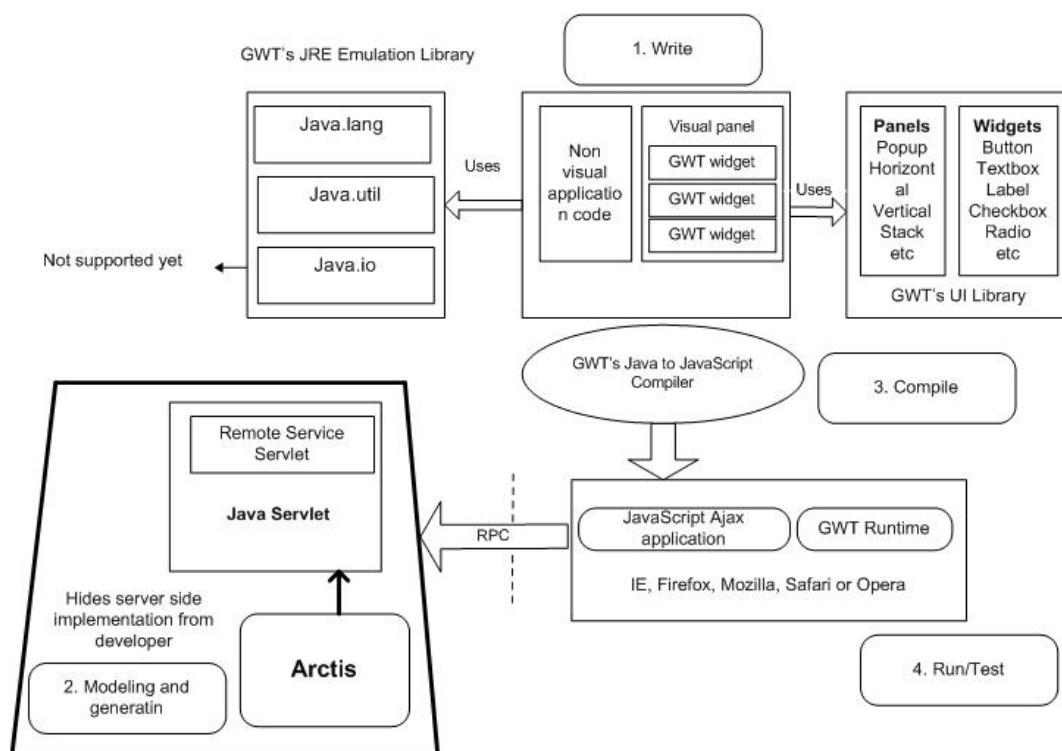 GWT's JRE Emulation Library
1. Write
Java.lang
Java.util
Java.io
Not supported yet
Uses
Non
visual
applicatio
n code
Visual panel
GWT widget
GWT widget
GWT widget
Uses
Panels
Popup
Horizont
al
Vertical
Stack
etc
Widgets
Button
Textbox
Label
Checkbox
Radio
etc
GWT's UI Library
GWT's Java to JavaScript
Compiler
3. Compile
Remote Service
Servlet
Java Servlet
RPC
JavaScript Ajax
application
GWT Runtime
IE, Firefox, Mozilla, Safari or Opera
Hides server side
implementation from
developer
Arctis
2. Modeling and
generatin
4. Run/Test